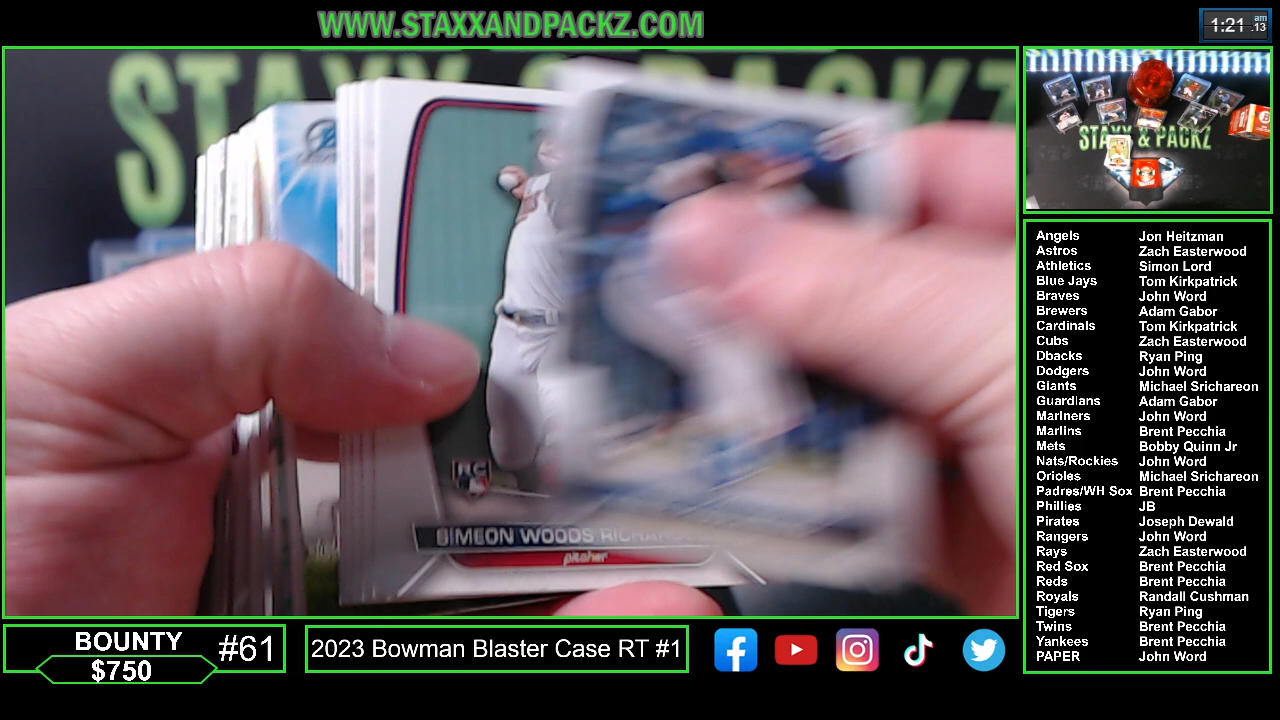 WWW.STAXXANDPACKZ.COM
1:21 am .13
STAXX & PACKZ
STAXX & PACKZ
SIMEON WOODS
pitcher
RC
Angels Jon Heitzman
Astros Zach Easterwood
Athletics Simon Lord
Blue Jays Tom Kirkpatrick
Braves John Word
Brewers Adam Gabor
Cardinals Tom Kirkpatrick
Cubs Zach Easterwood
Dbacks Ryan Ping
Dodgers John Word
Giants Michael Srichareon
Guardians Adam Gabor
Mariners John Word
Marlins Brent Pecchia
Mets Bobby Quinn Jr
Nats/Rockies John Word
Orioles Michael Srichareon
Padres/WH Sox Brent Pecchia
Phillies JB
Pirates Joseph Dewald
Rangers John Word
Rays Zach Easterwood
Red Sox Brent Pecchia
Reds Brent Pecchia
Royals Randall Cushman
Tigers Ryan Ping
Twins Brent Pecchia
Yankees Brent Pecchia
PAPER John Word
BOUNTY
$750
#61
2023 Bowman Blaster Case RT #1